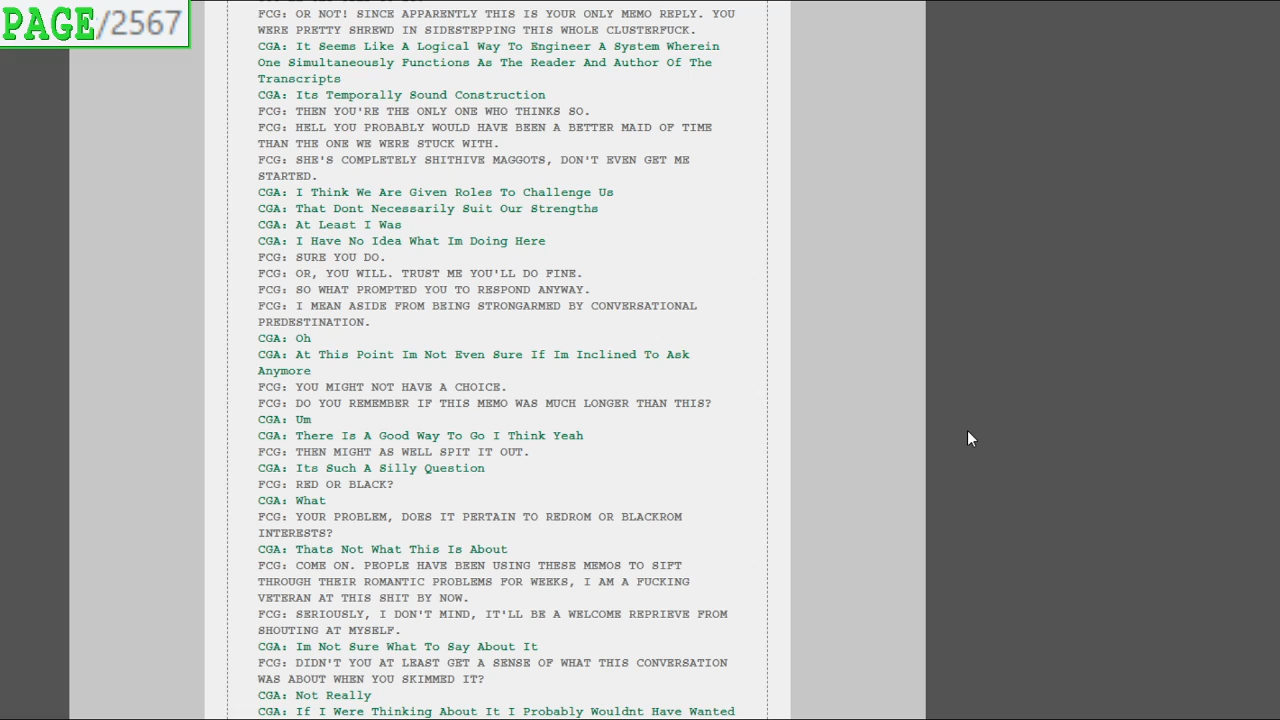 PAGE/2567
FCG: OR NOT! SINCE APPARENTLY THIS IS YOUR ONLY MEMO REPLY. YOU
WERE PRETTY SHREWD IN SIDESTEPPING THIS WHOLE CLUSTERFUCK.
CGA: It Seems Like A Logical Way To Engineer A System Wherein
One Simultaneously Functions As The Reader And Author Of The
Transcripts
CGA: Its Temporally Sound Construction
FCG: THEN YOU'RE THE ONLY ONE WHO THINKS SO.
FCG: HELL YOU PROBABLY WOULD HAVE BEEN A BETTER MAID OF TIME
THAN THE ONE WE WERE STUCK WITH.
FCG: SHE'S COMPLETELY SHITHIVE MAGGOTS, DON'T EVEN GET ME
STARTED.
CGA: I Think We Are Given Roles To Challenge Us
CGA: That Dont Necessarily Suit Our Strengths
CGA: At Least I Was
CGA: I Have No Idea What Im Doing Here
FCG: SURE YOU DO.
FCG: OR, YOU WILL. TRUST ME YOU'LL DO FINE.
FCG: SO WHAT PROMPTED YOU TO RESPOND ANYWAY.
FCG: I MEAN ASIDE FROM BEING STRONGARMED BY CONVERSATIONAL
PREDESTINATION.
CGA: Oh
CGA: At This Point Im Not Even Sure If Im Inclined To Ask
Anymore
FCG: YOU MIGHT NOT HAVE A CHOICE.
FCG: DO YOU REMEMBER IF THIS MEMO WAS MUCH LONGER THAN THIS?
CGA: Um
CGA: There Is A Good Way To Go I Think Yeah
FCG: THEN MIGHT AS WELL SPIT IT OUT.
CGA: Its Such A Silly Question
FCG: RED OR BLACK?
CGA: What
FCG: YOUR PROBLEM, DOES IT PERTAIN TO REDROM OR BLACKROM
INTERESTS?
CGA: Thats Not What This Is About
FCG: COME ON. PEOPLE HAVE BEEN USING THESE MEMOS TO SIFT
THROUGH THEIR ROMANTIC PROBLEMS FOR WEEKS, I AM A FUCKING
VETERAN AT THIS SHIT BY NOW.
FCG: SERIOUSLY, I DON'T MIND, IT'LL BE A WELCOME REPRIEVE FROM
SHOUTING AT MYSELF.
CGA: Im Not Sure What To Say About It
FCG: DIDN'T YOU AT LEAST GET A SENSE OF WHAT THIS CONVERSATION
WAS ABOUT WHEN YOU SKIMMED IT?
CGA: Not Really
CGA: If I Were Thinking About It I Probably Wouldnt Have Wanted